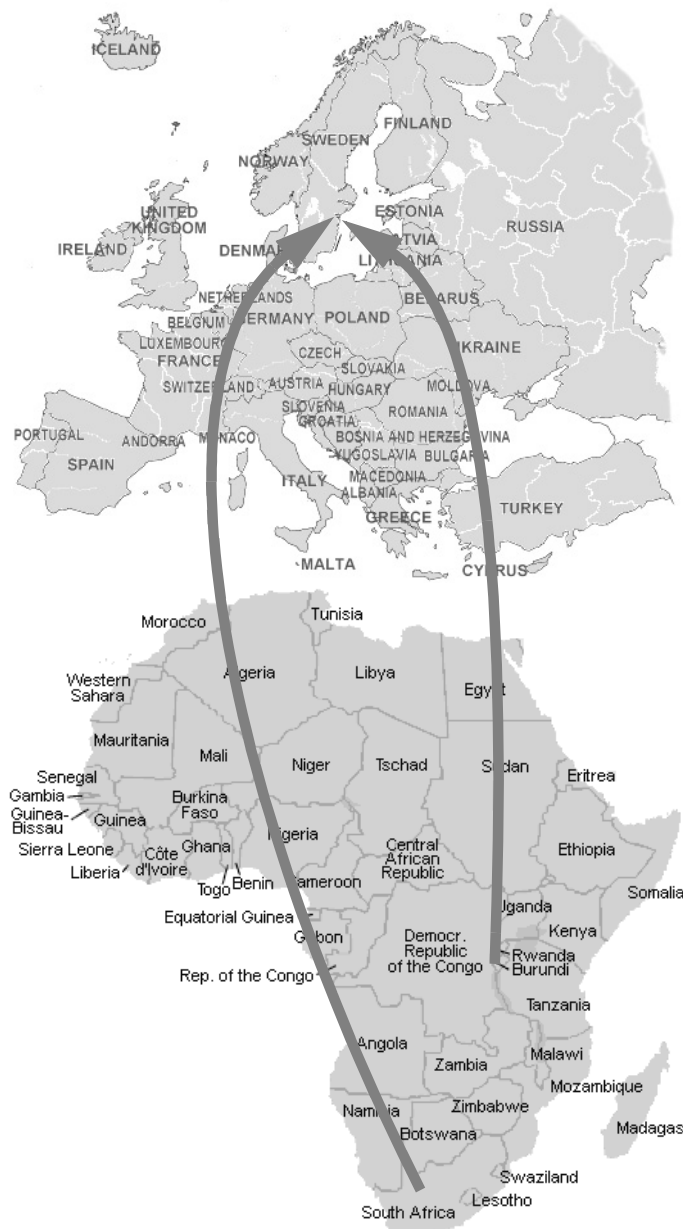 ICELAND
FINLAND
SWEDEN
NORWAY
ESTONIA
UNITED
KINGDOM
RUSSIA
IRELAND
DENMAR
ATVIA
LITHUANIA
NETHERLANDS
BELARUS
BELGIUM
GERMANY
POLAND
LUXEMBOURG
UKRAINE
CZECH
FRANCE
SLOVAKIA
SWITZERLAND
AUSTRIA
HUNGARY
MOLDOVA
SLOVENIA
ROMANIA
CROATIA
PORTUGAL
ANDORRA
MONACO
BOSNIA AND HERZEGOVINA
YUGOSLAVIA
BULGARIA
SPAIN
MACEDONIA
ITALY
ALBANIA
TURKEY
GREECE
MALTA
CYPRUS
Tunisia
Morocco
Algeria
Libya
Western
Sahara
Egypt
Mauritania
Mali
Niger
Tschad
Sudan
Senegal
Eritrea
Gambia
Burkina
Faso
Guinea-
Bissau
Guinea
Nigeria
Sierra Leone
Côte
d'Ivoire
Ghana
Central
African
Republic
Ethiopia
Liberia
Togo
Benin
Cameroon
Somalia
Uganda
Equatorial Guinea
Kenya
Gabon
Democr.
Republic
of the Congo
Rwanda
Burundi
Rep. of the Congo
Tanzania
Angola
Malawi
Zambia
Mozambique
Namibia
Zimbabwe
Madagas
Botswana
Swaziland
Lesotho
South Africa